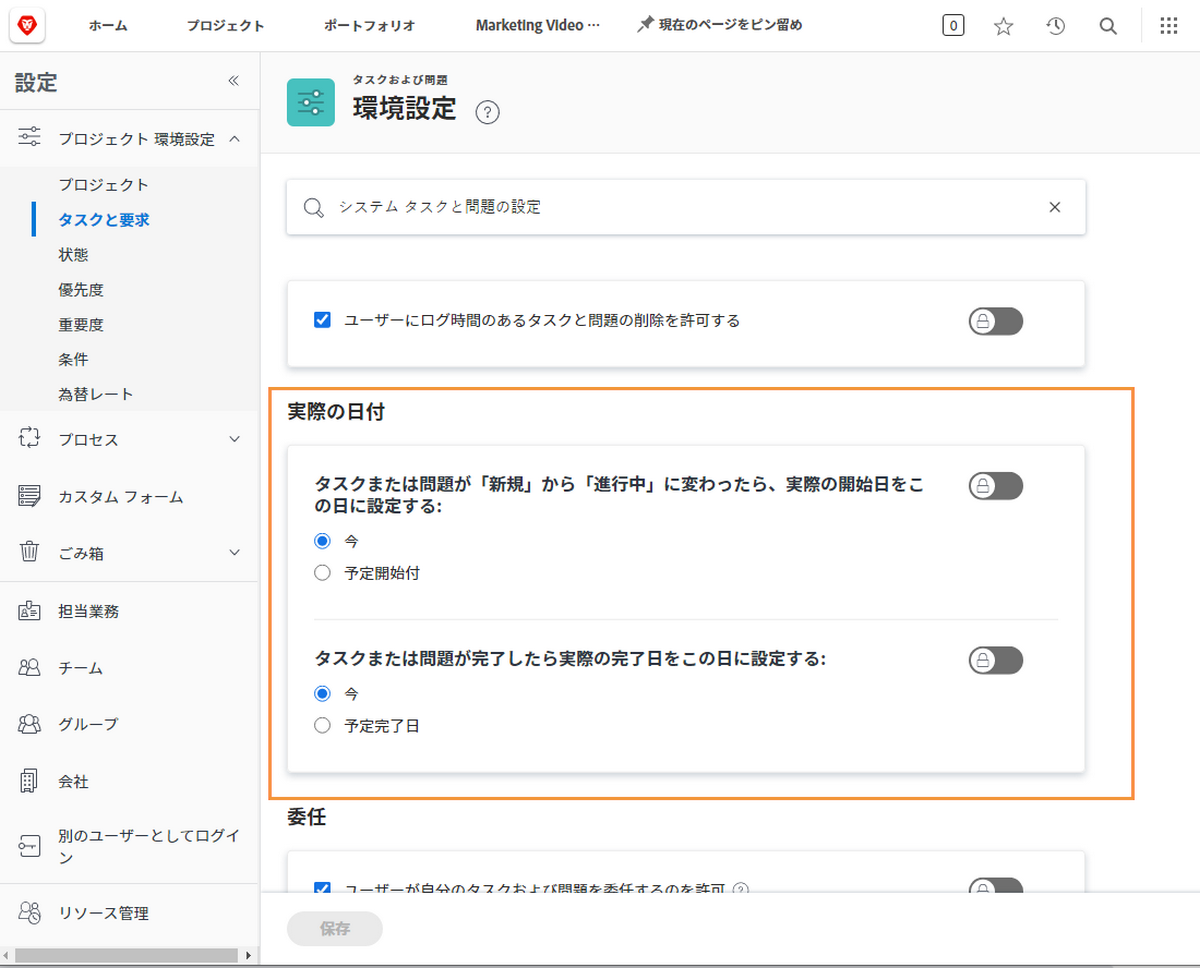 ホーム
プロジェクト
ポートフォリオ
Marketing Video ···
現在のページをピン留め
0
設定
プロジェクト 環境設定
プロジェクト
タスクと要求
状態
優先度
重要度
条件
為替レート
プロセス
カスタム フォーム
ごみ箱
担当業務
チーム
グループ
会社
別のユーザーとしてログイ
ン
リソース管理
タスクおよび問題
環境設定
?
システム タスクと問題の設定
ユーザーにログ時間のあるタスクと問題の削除を許可する
実際の日付
タスクまたは問題が「新規」から「進行中」に変わったら、実際の開始日をこ
の日に設定する:
今
予定開始付
タスクまたは問題が完了したら実際の完了日をこの日に設定する:
今
予定完了日
委任
ユーザーが自分のタスクおよび問題を委任するのを許可 ?
保存